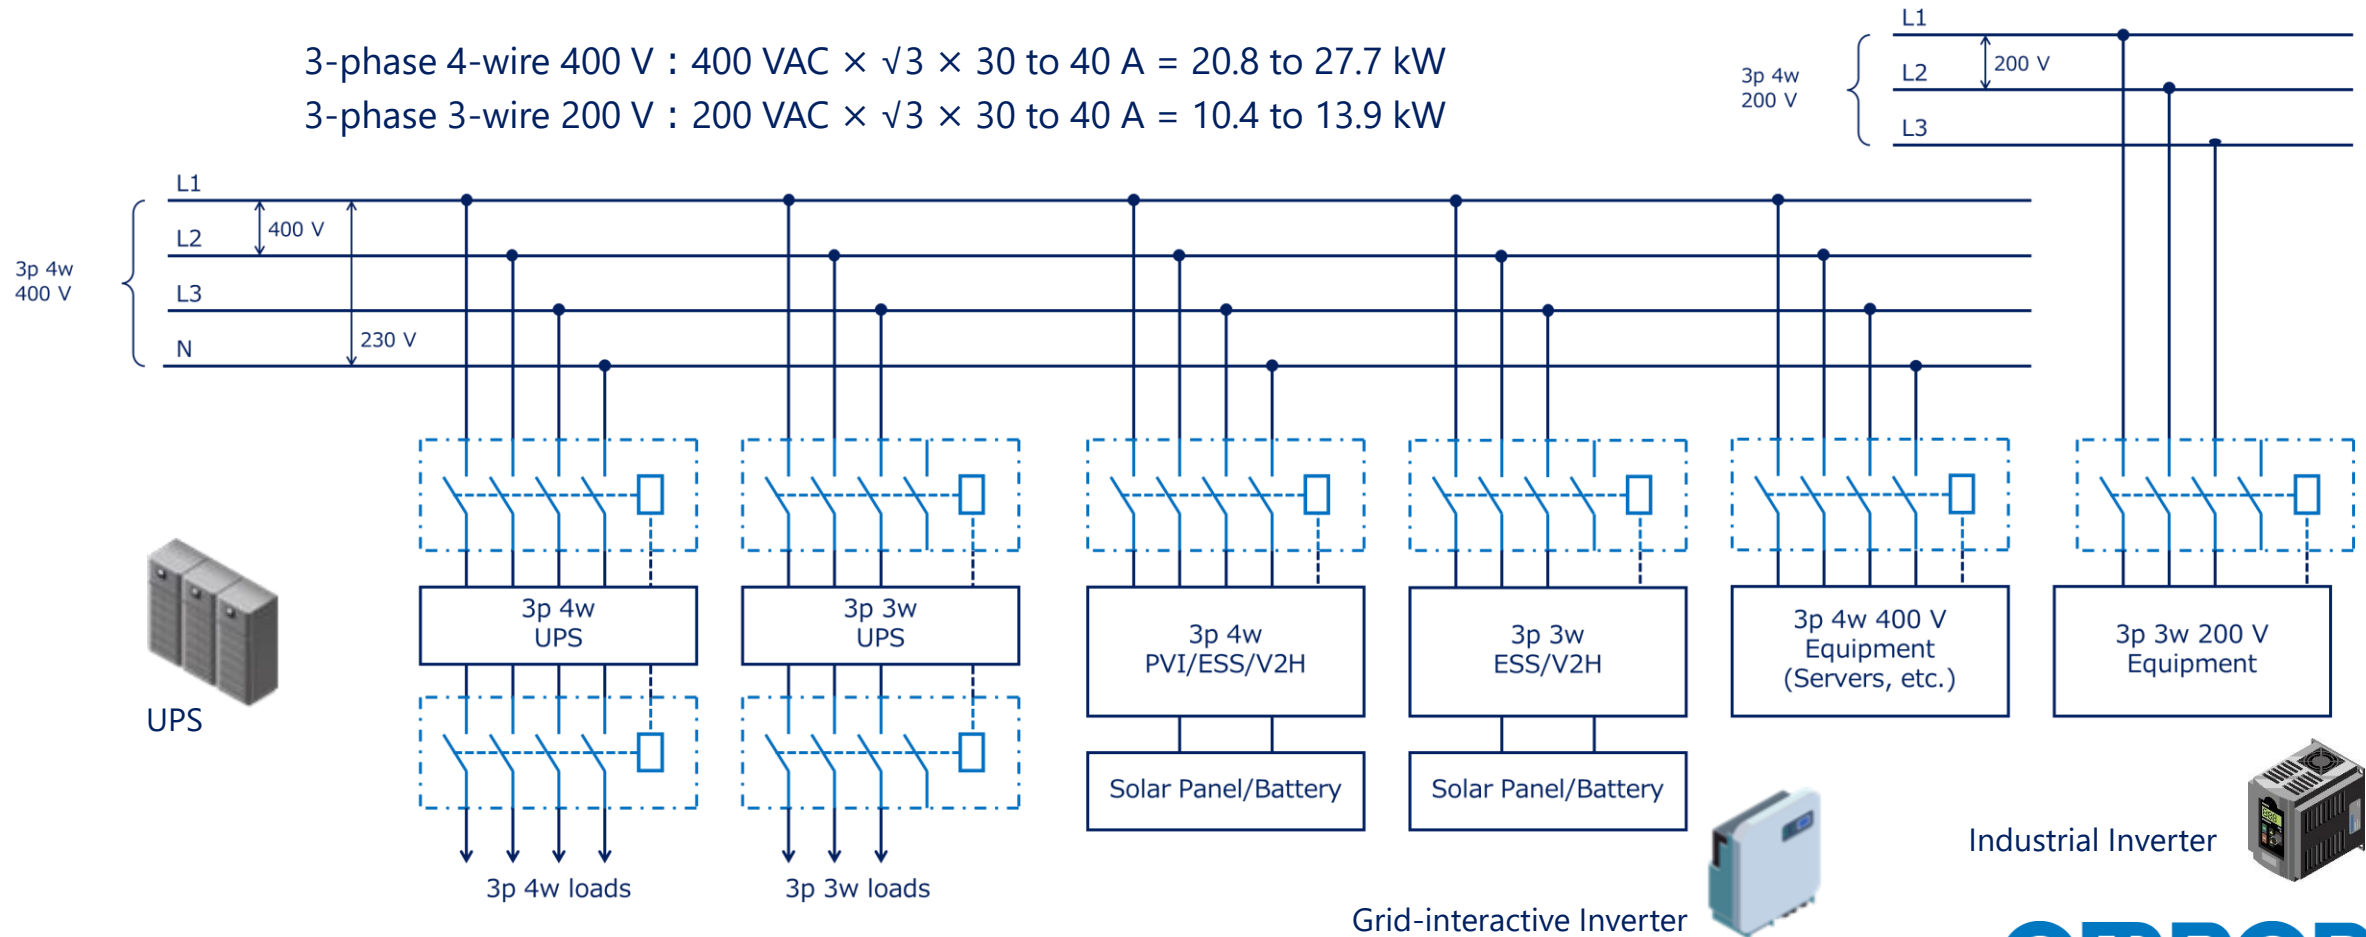 3-phase 4-wire 400 V : 400 VAC × √3 × 30 to 40 A = 20.8 to 27.7 kW
3-phase 3-wire 200 V : 200 VAC × √3 × 30 to 40 A = 10.4 to 13.9 kW
3p 4w
200 V
L1
200 V
L2
L3
3p 4w
400 V
L1
400 V
L2
L3
230 V
N
3p 4w
UPS
3p 3w
UPS
3p 4w
PVI/ESS/V2H
3p 3w
ESS/V2H
3p 4w 400 V
Equipment
(Servers, etc.)
3p 3w 200 V
Equipment
UPS
Solar Panel/Battery
Solar Panel/Battery
3p 4w loads
3p 3w loads
Grid-interactive Inverter
Industrial Inverter